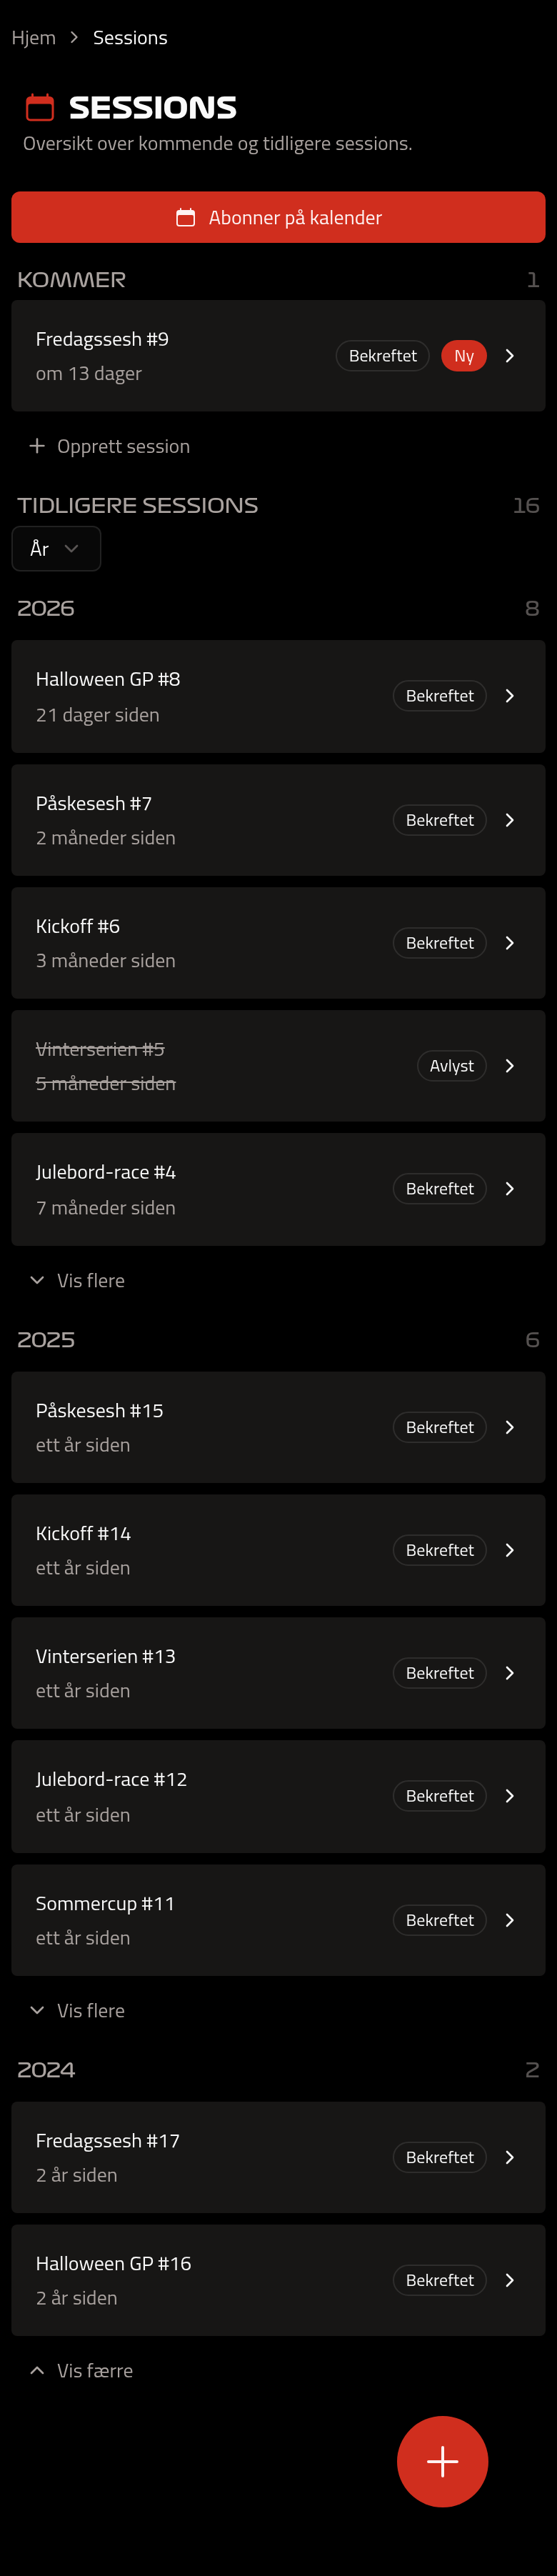 Hjem > Sessions
SESSIONS
Oversikt over kommende og tidligere sessions.
Abonner på kalender
KOMMER 1
Fredagssesh #9
om 13 dager
Bekreftet Ny
Opprett session
TIDLIGERE SESSIONS 16
År
2026 8
Halloween GP #8
21 dager siden
Bekreftet
Påskesesh #7
2 måneder siden
Bekreftet
Kickoff #6
3 måneder siden
Bekreftet
Vinterserien #5
5 måneder siden
Avlyst
Julebord-race #4
7 måneder siden
Bekreftet
Vis flere
2025 6
Påskesesh #15
ett år siden
Bekreftet
Kickoff #14
ett år siden
Bekreftet
Vinterserien #13
ett år siden
Bekreftet
Julebord-race #12
ett år siden
Bekreftet
Sommercup #11
ett år siden
Bekreftet
Vis flere
2024 2
Fredagssesh #17
2 år siden
Bekreftet
Halloween GP #16
2 år siden
Bekreftet
Vis færre